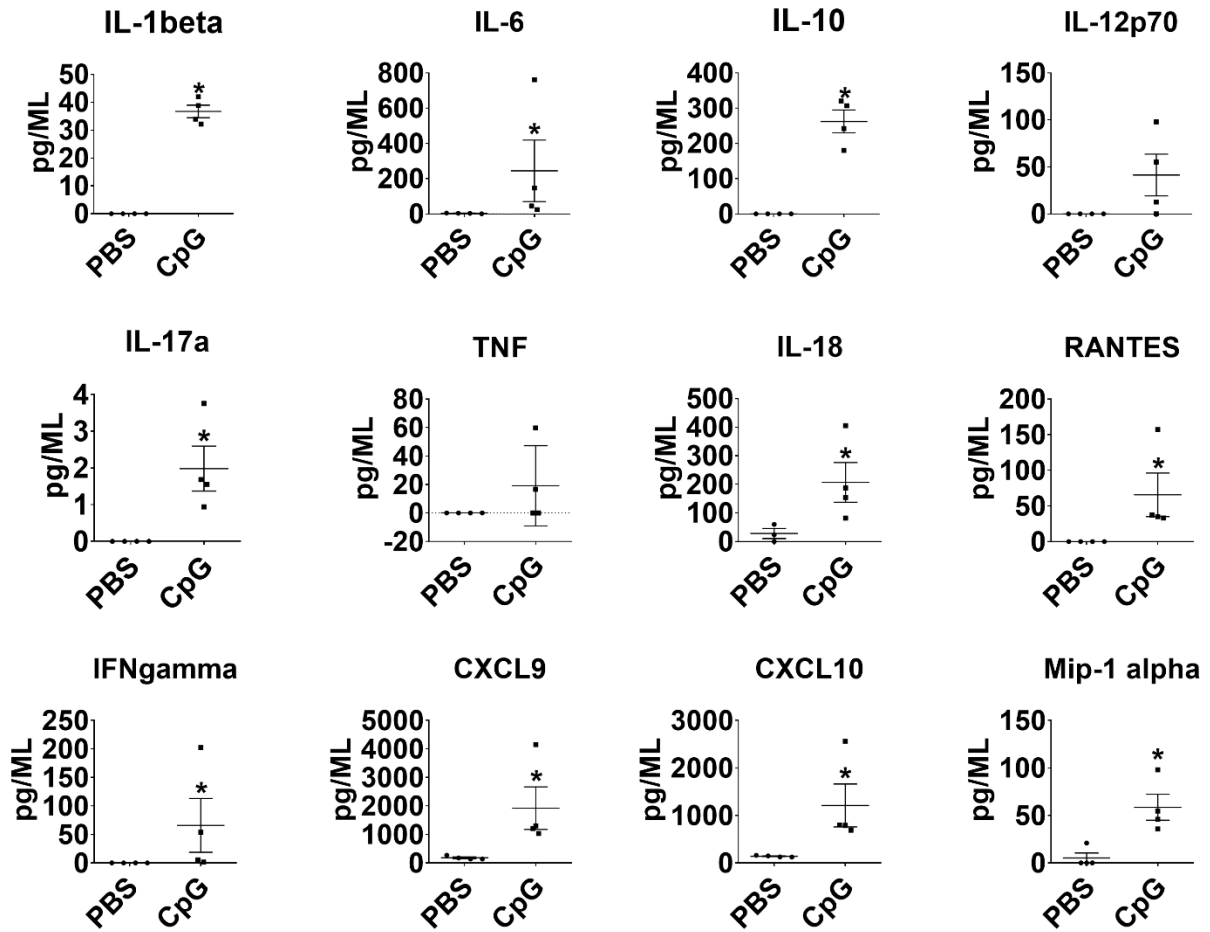 IL-1beta
pg/ML
50
40
30
20
10
0
*
PBS
CpG
IL-6
pg/ML
800
600
400
200
0
*
PBS
CpG
IL-10
pg/ML
400
300
200
100
0
*
PBS
CpG
IL-12p70
pg/ML
150
100
50
0
PBS
CpG
IL-17a
pg/ML
4
3
2
1
0
*
PBS
CpG
TNF
pg/ML
80
60
40
20
0
-20
PBS
CpG
IL-18
pg/ML
500
400
300
200
100
0
*
PBS
CpG
RANTES
pg/ML
200
150
100
50
0
*
PBS
CpG
IFNgamma
pg/ML
250
200
150
100
50
0
*
PBS
CpG
CXCL9
pg/ML
5000
4000
3000
2000
1000
0
*
PBS
CpG
CXCL10
pg/ML
3000
2000
1000
0
*
PBS
CpG
Mip-1 alpha
pg/ML
150
100
50
0
*
PBS
CpG